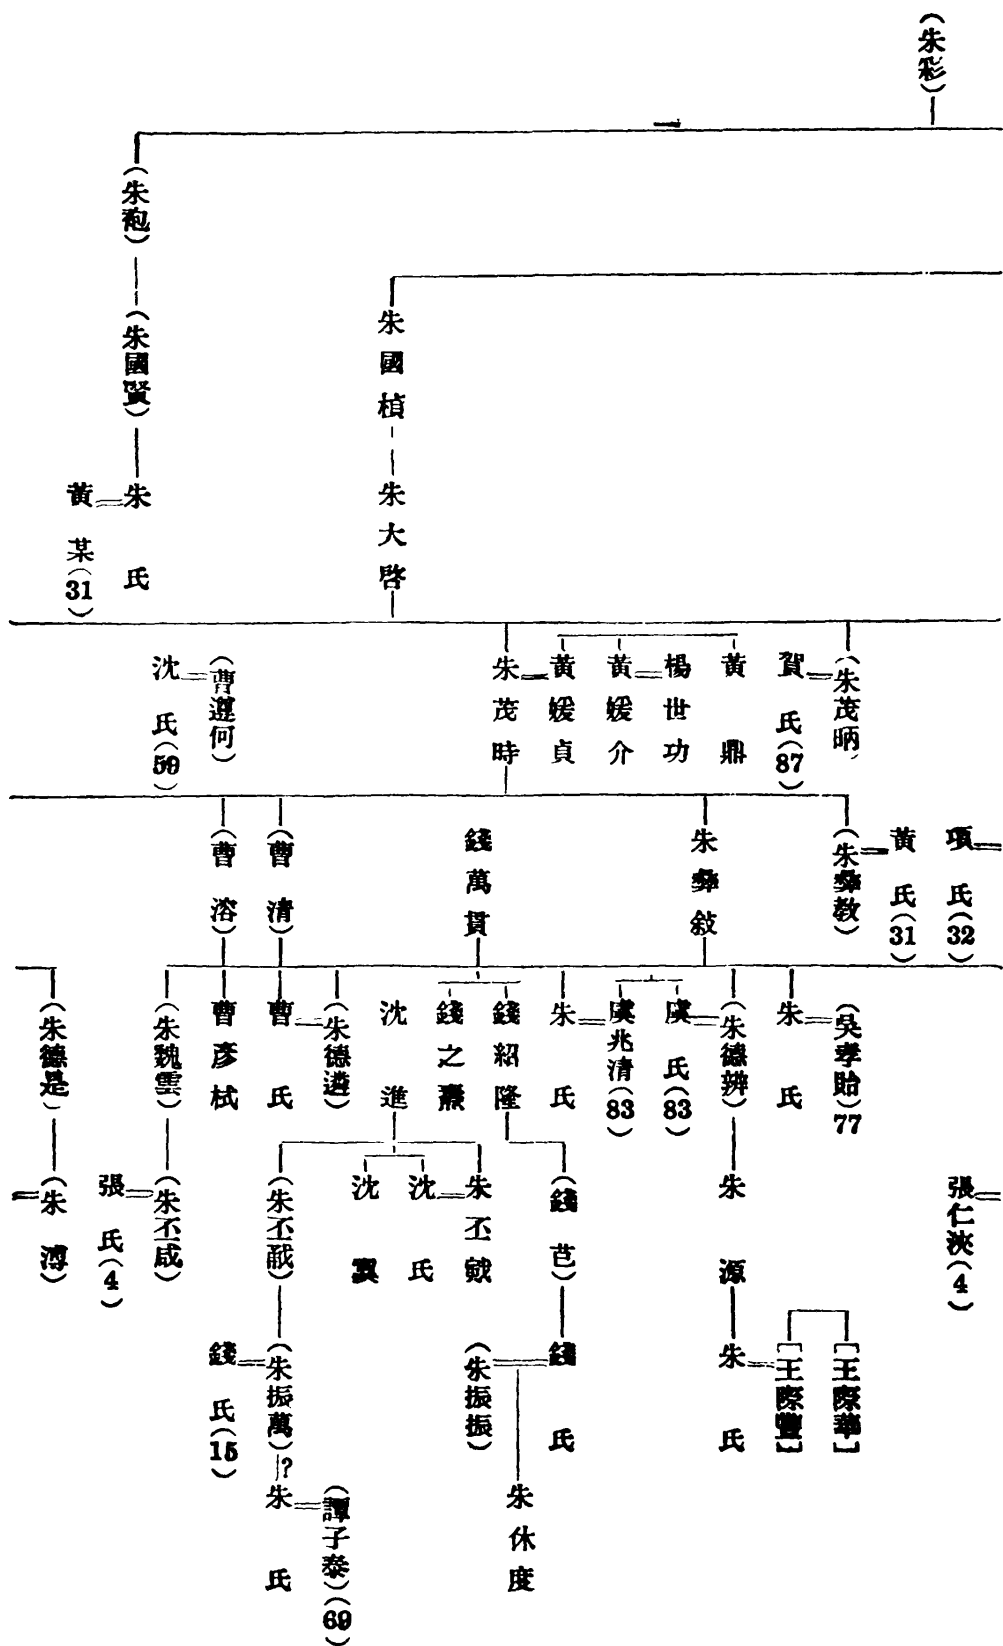 (朱彩)
(朱袍)
(朱國賢)
朱國楨
朱氏
黃某(31)
朱大啓
(朱茂昞)
賀氏(87)
黃鼎
楊世功
黃媛介
黃媛貞
朱茂時
(曹遵何)
沈氏(59)
項氏(32)
黃氏(31)
(朱彝教)
朱彝敍
錢萬貫
(曹清)
(曹溶)
(吳孝貽)77
朱氏
(朱德辨)
虞氏(83)
虞兆清(83)
朱氏
錢紹隆
錢之
沈進
(朱德遴)
曹氏
曹彥栻
(朱魏雲)
(朱德是)
張仁浹(4)
朱源
(錢芑)
朱丕戭
沈氏
沈
(朱丕)
(朱丕咸)
張氏(4)
(朱溥)
[王際華]
[王際豐]
朱氏
錢氏
(朱振振)
(朱振萬)?
錢氏(15)
朱休度
(譚子泰)(69)
朱氏